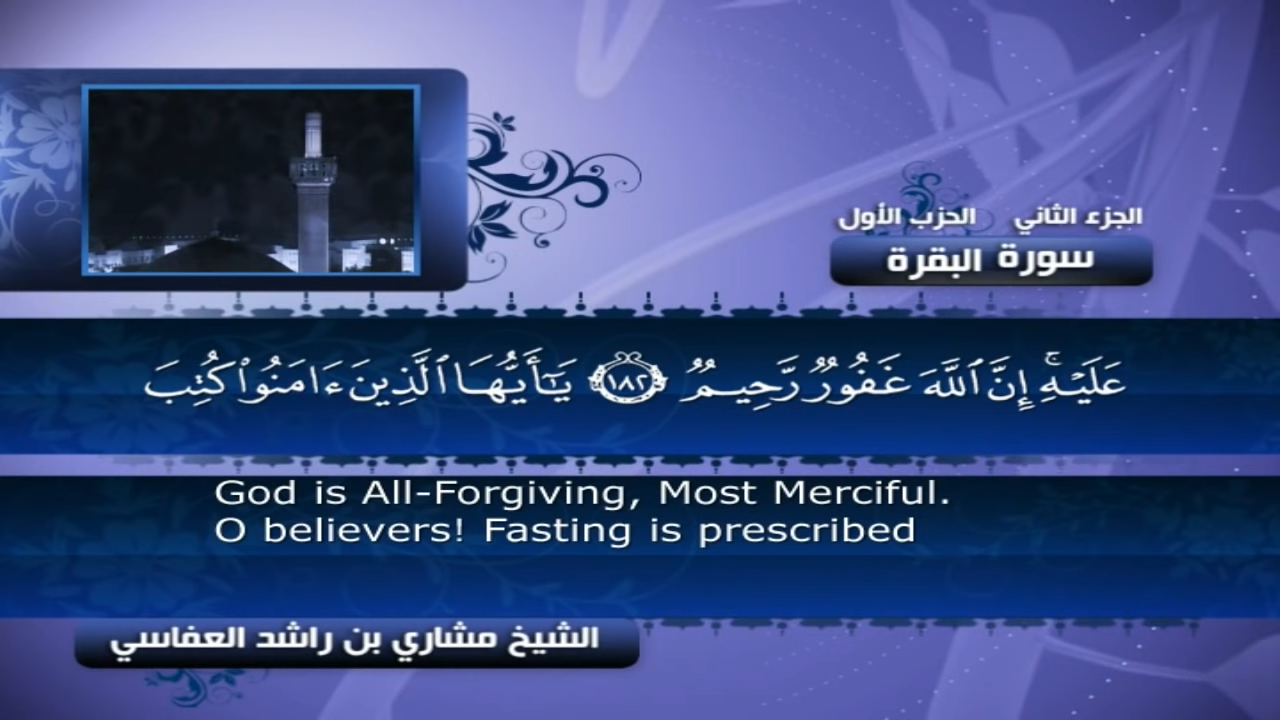 الجزء الثاني الحزب الأول
سورة البقرة
عَلَيْهِ ۚ إِنَّ ٱللَّهَ غَفُورٌ رَّحِيمٌ ١٨٢ يَـٰٓأَيُّهَا ٱلَّذِينَ ءَامَنُوا۟ كُتِبَ
God is All-Forgiving, Most Merciful.
O believers! Fasting is prescribed
الشيخ مشاري بن راشد العفاسي